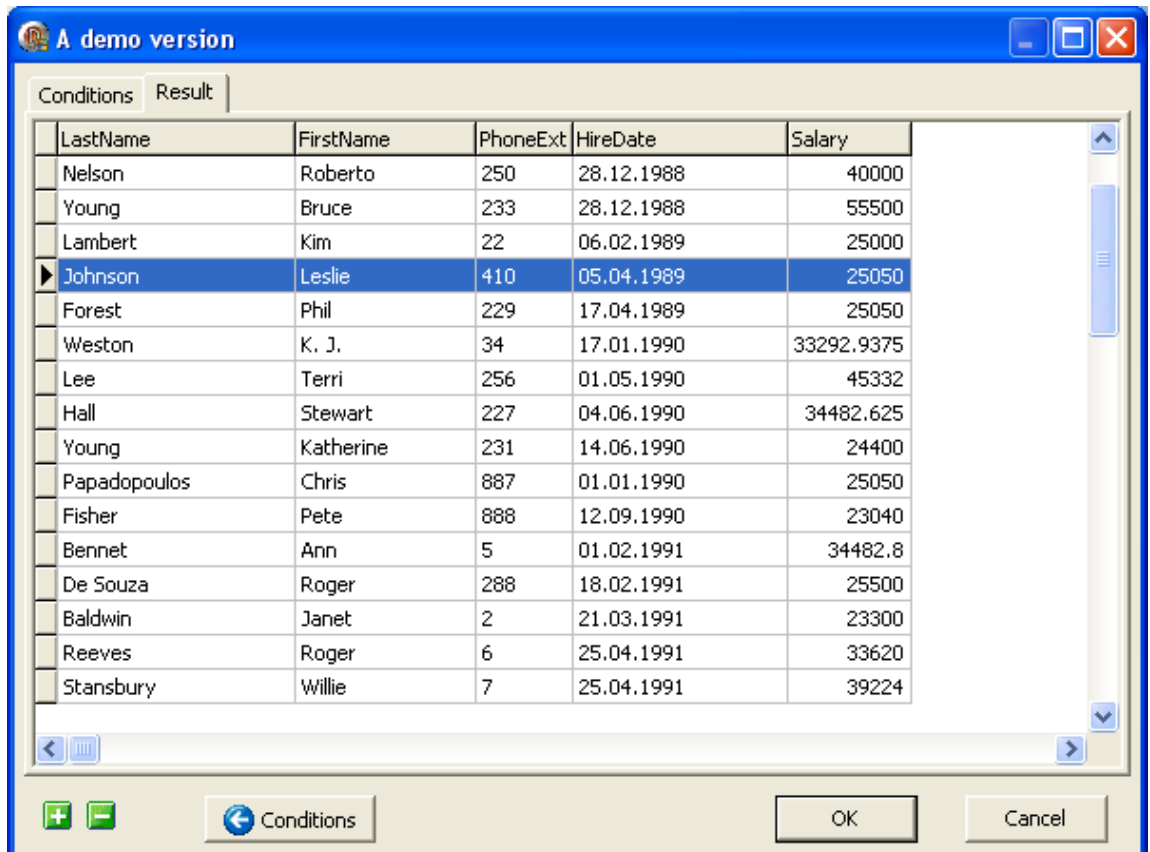 A demo version
Conditions Result
LastName FirstName PhoneExt HireDate Salary
Nelson Roberto 250 28.12.1988 40000
Young Bruce 233 28.12.1988 55500
Lambert Kim 22 06.02.1989 25000
Johnson Leslie 410 05.04.1989 25050
Forest Phil 229 17.04.1989 25050
Weston K. J. 34 17.01.1990 33292.9375
Lee Terri 256 01.05.1990 45332
Hall Stewart 227 04.06.1990 34482.625
Young Katherine 231 14.06.1990 24400
Papadopoulos Chris 887 01.01.1990 25050
Fisher Pete 888 12.09.1990 23040
Bennet Ann 5 01.02.1991 34482.8
De Souza Roger 288 18.02.1991 25500
Baldwin Janet 2 21.03.1991 23300
Reeves Roger 6 25.04.1991 33620
Stansbury Willie 7 25.04.1991 39224
Conditions OK Cancel